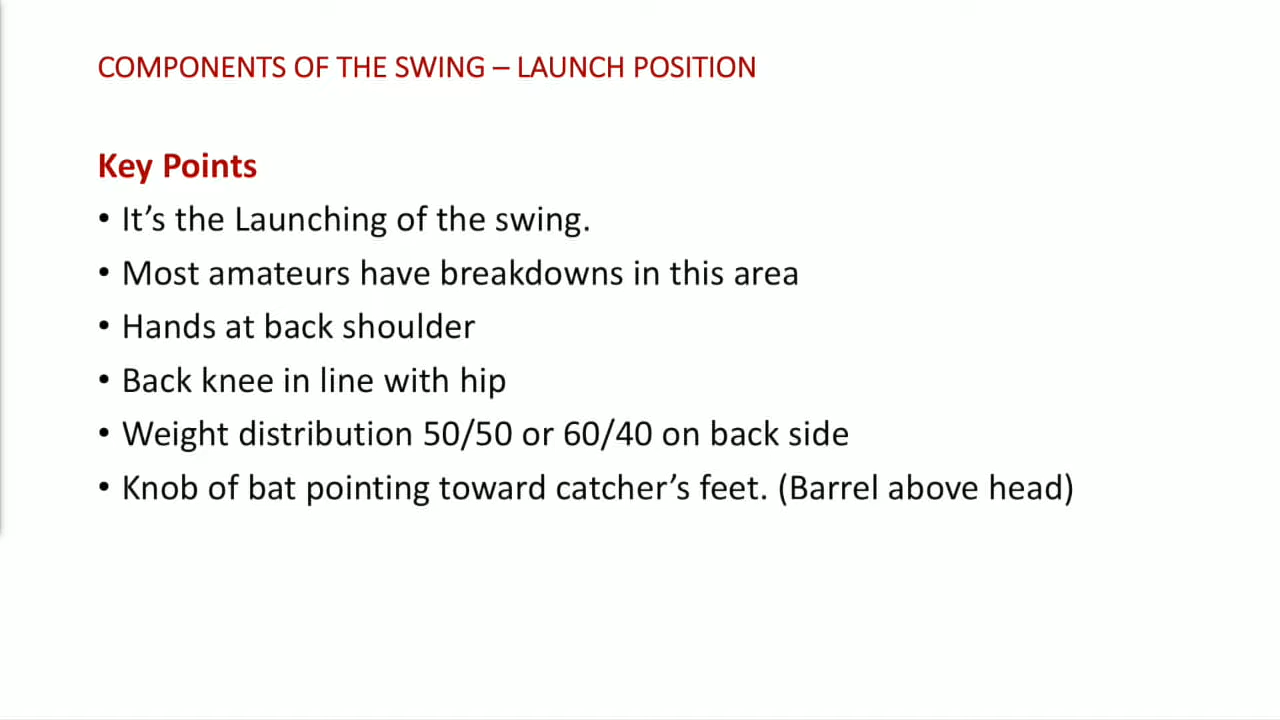 COMPONENTS OF THE SWING – LAUNCH POSITION
Key Points
• It’s the Launching of the swing.
• Most amateurs have breakdowns in this area
• Hands at back shoulder
• Back knee in line with hip
• Weight distribution 50/50 or 60/40 on back side
• Knob of bat pointing toward catcher’s feet. (Barrel above head)